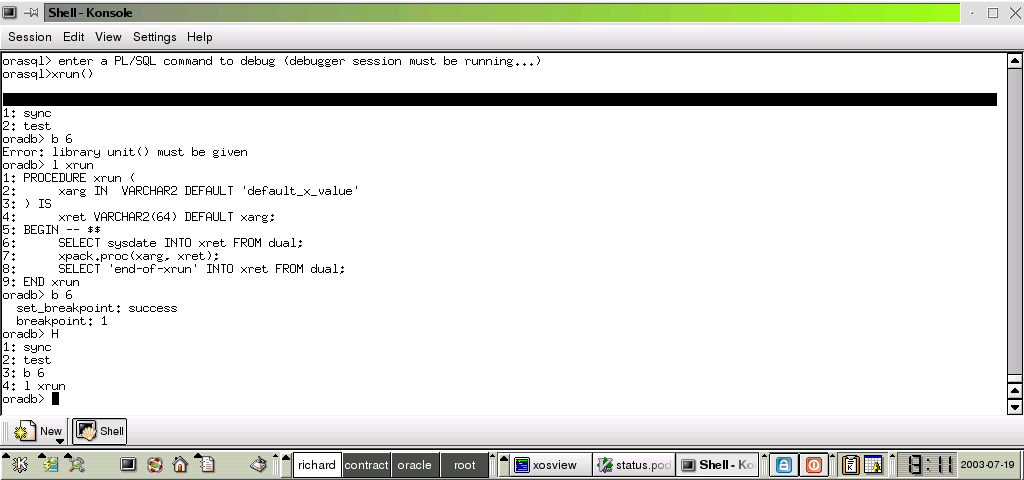 Shell - Konsole
Session Edit View Settings Help
orasql> enter a PL/SQL command to debug (debugger session must be running...)
orasql>xrun()
1: sync
2: test
oradb> b 6
Error: library unit() must be given
oradb> l xrun
1: PROCEDURE xrun (
2:      xarg IN  VARCHAR2 DEFAULT 'default_x_value'
3: ) IS
4:      xret VARCHAR2(64) DEFAULT xarg;
5: BEGIN -- $$
6:      SELECT sysdate INTO xret FROM dual;
7:      xpack.proc(xarg, xret);
8:      SELECT 'end-of-xrun' INTO xret FROM dual;
9: END xrun
oradb> b 6
  set_breakpoint: success
  breakpoint: 1
oradb> H
1: sync
2: test
3: b 6
4: l xrun
oradb>
New Shell
richard contract oracle root xosview status.pod Shell - Ko 8:11 2003-07-19